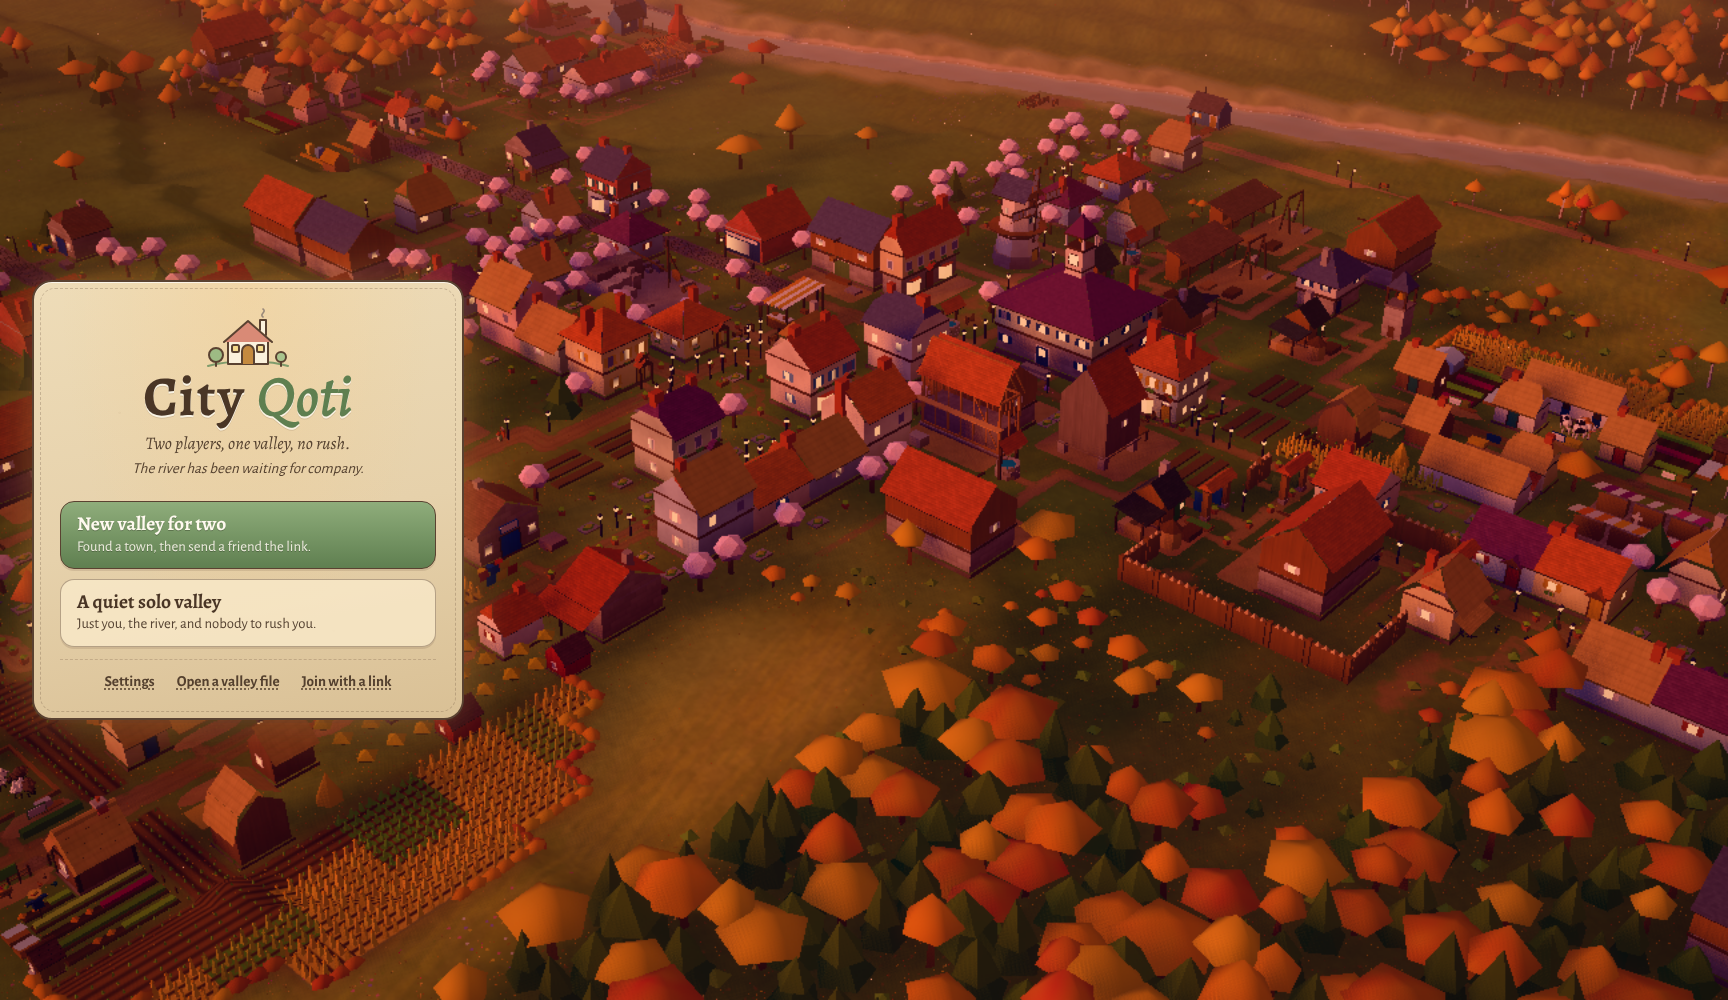 City Qoti
Two players, one valley, no rush.
The river has been waiting for company.
New valley for two
Found a town, then send a friend the link.
A quiet solo valley
Just you, the river, and nobody to rush you.
Settings Open a valley file Join with a link